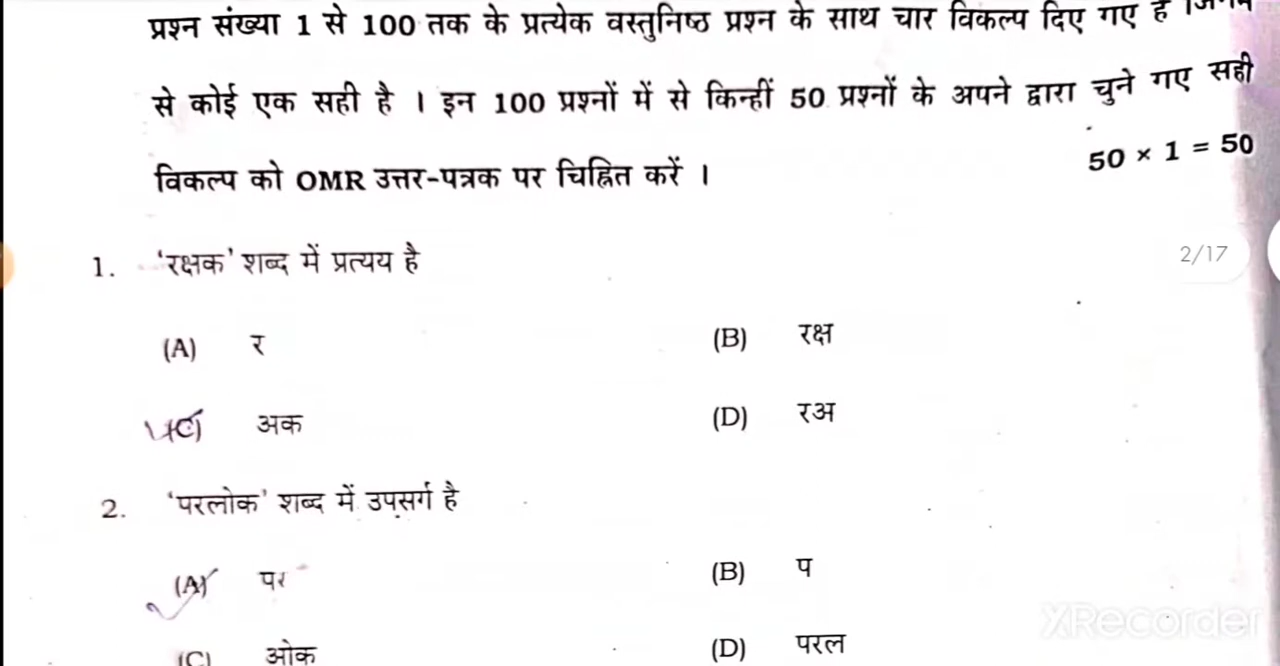 प्रश्न संख्या 1 से 100 तक के प्रत्येक वस्तुनिष्ठ प्रश्न के साथ चार विकल्प दिए गए हैं
से कोई एक सही है । इन 100 प्रश्नों में से किन्हीं 50 प्रश्नों के अपने द्वारा चुने गए सही
विकल्प को OMR उत्तर-पत्रक पर चिह्नित करें । 50 × 1 = 50
1. 'रक्षक' शब्द में प्रत्यय है
2/17
(A) र (B) रक्ष
(C) अक (D) रअ
2. 'परलोक' शब्द में उपसर्ग है
(A) पर (B) प
(C) ओक (D) परल
XRecorder